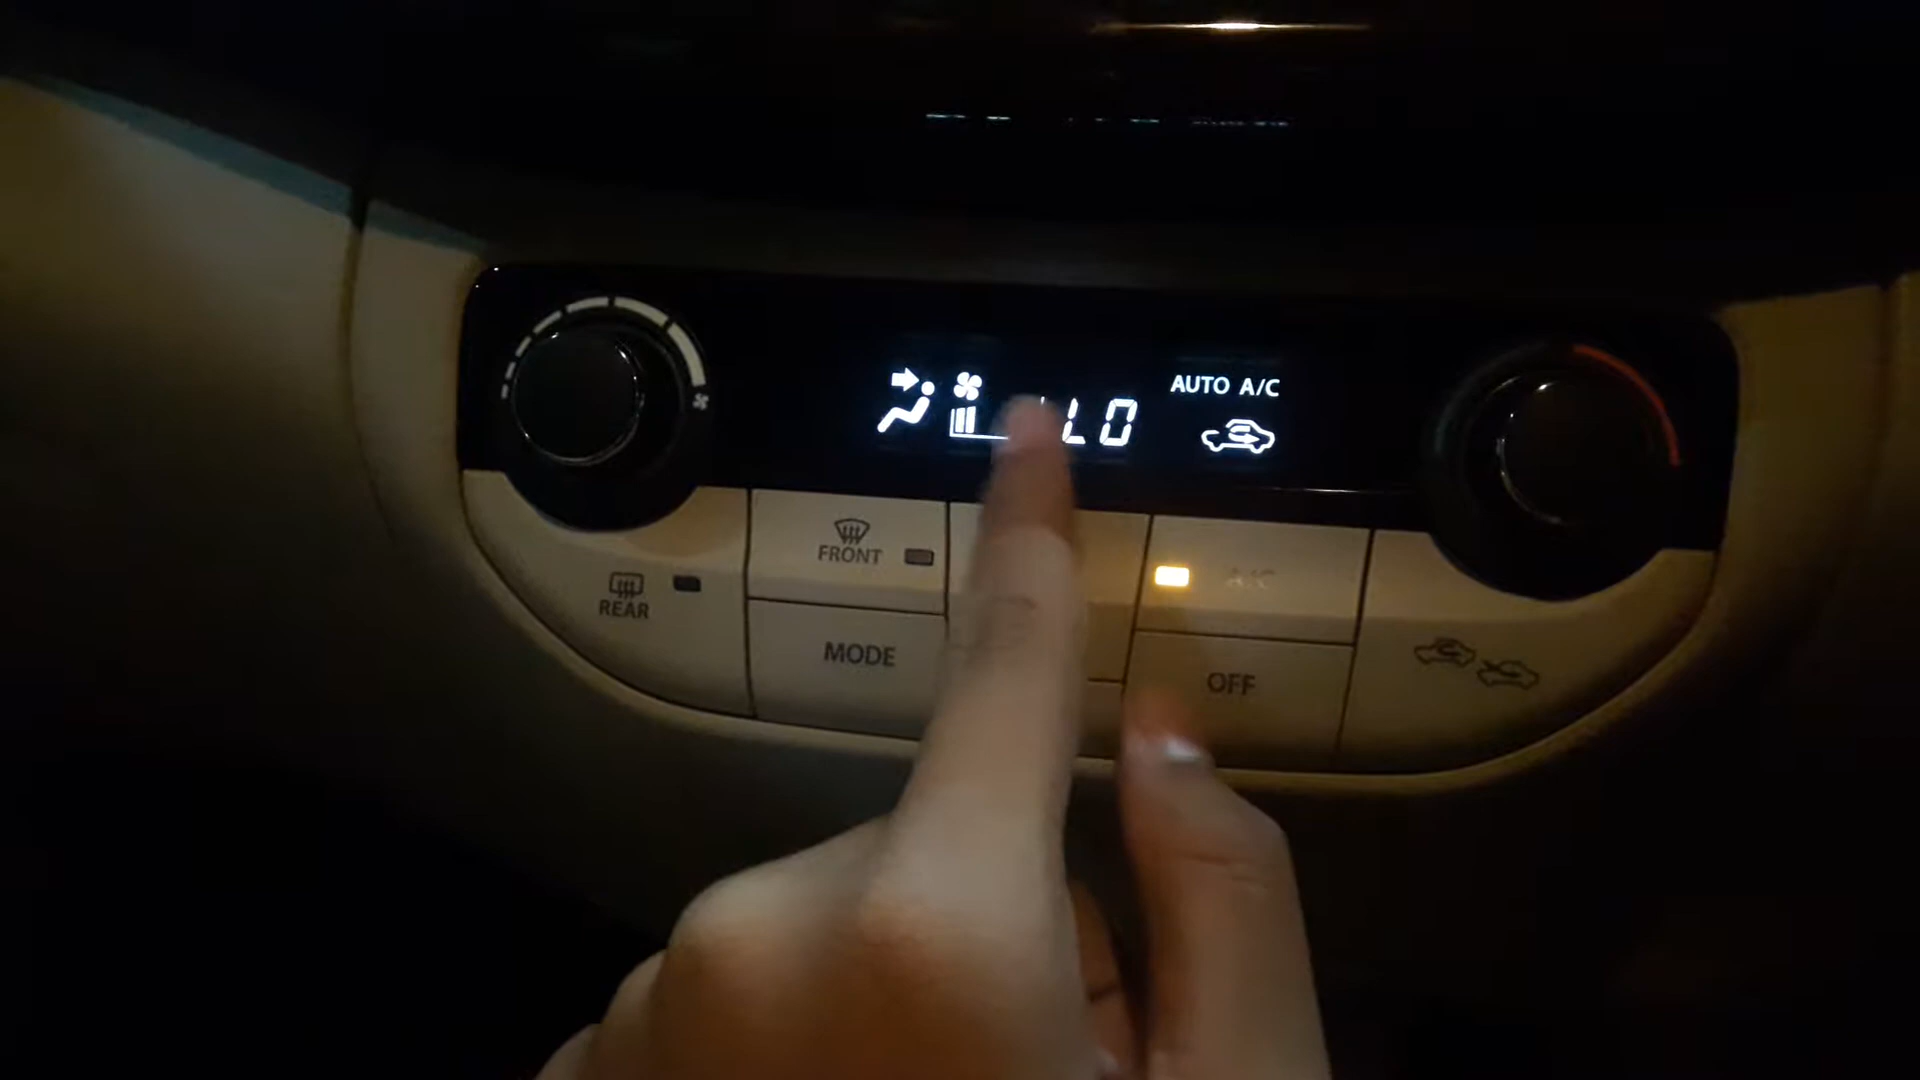 AUTO A/C
LO
FRONT
A/C
REAR
MODE
OFF